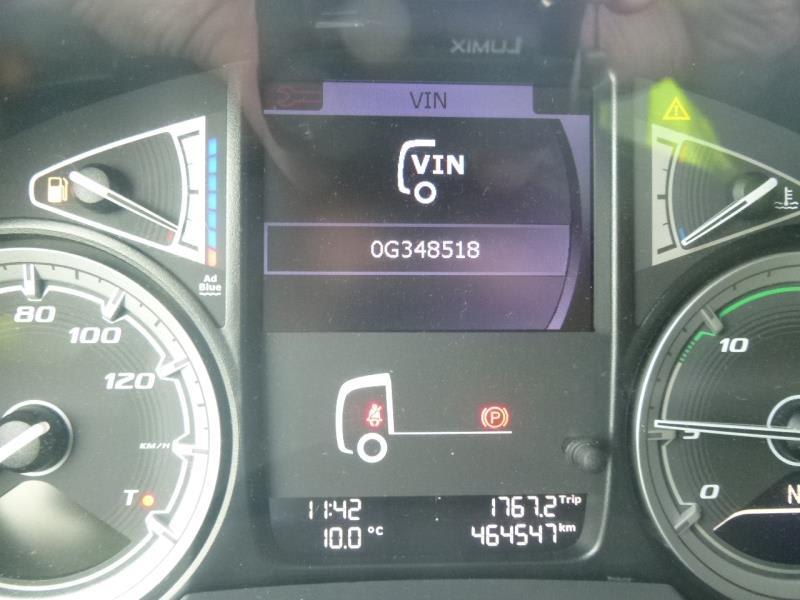 LUMIX
VIN
VIN
0G348518
Ad
Blue
80
100
120
KM/H
T
10
5
0
N
P
11:42
1767.2 Trip
10.0 °C
464547 km